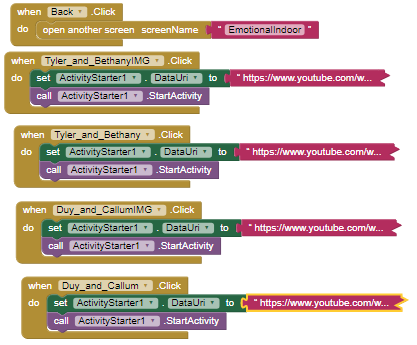 when Back .Click
do open another screen screenName " EmotionalIndoor "
when Tyler_and_BethanyIMG .Click
do set ActivityStarter1 . DataUri to " https://www.youtube.com/w...
call ActivityStarter1 .StartActivity
when Tyler_and_Bethany .Click
do set ActivityStarter1 . DataUri to " https://www.youtube.com/w...
call ActivityStarter1 .StartActivity
when Duy_and_CallumIMG .Click
do set ActivityStarter1 . DataUri to " https://www.youtube.com/w...
call ActivityStarter1 .StartActivity
when Duy_and_Callum .Click
do set ActivityStarter1 . DataUri to " https://www.youtube.com/w...
call ActivityStarter1 .StartActivity